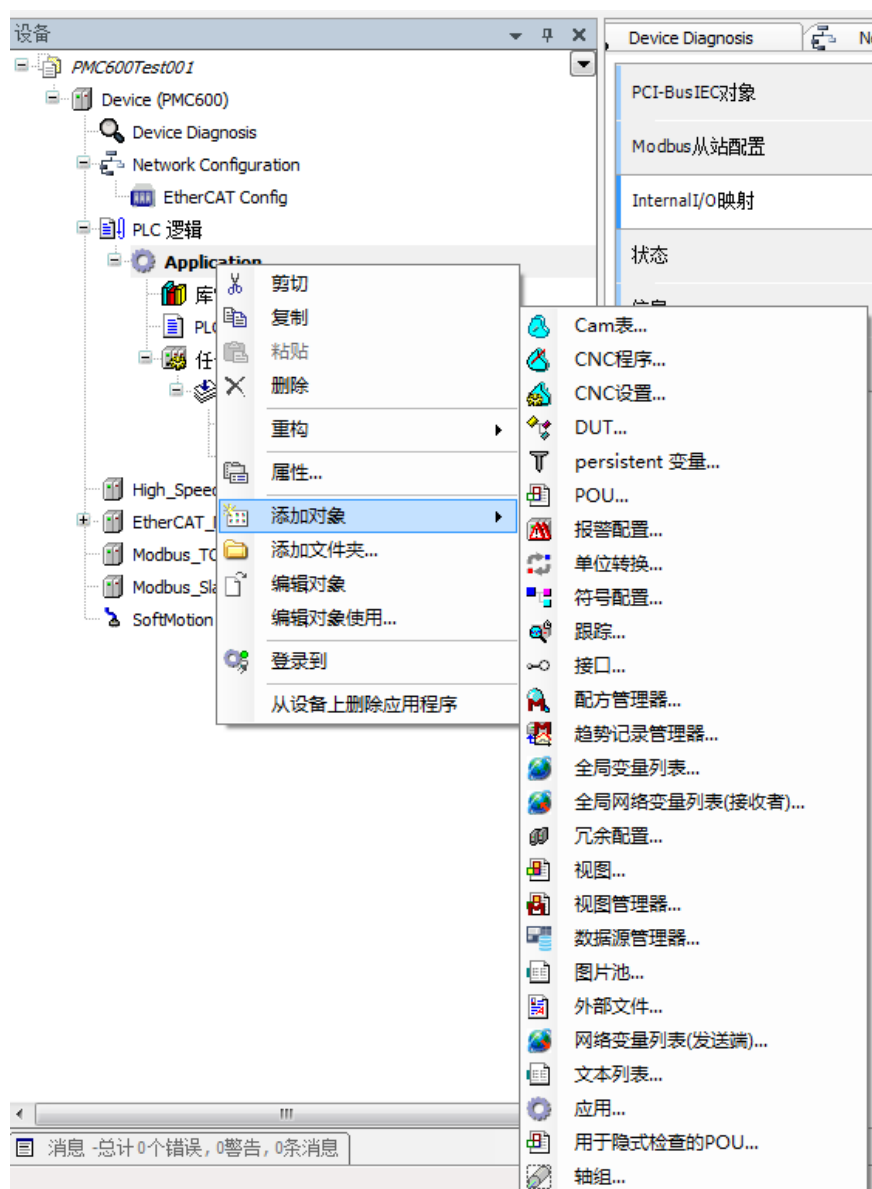 设备
PMC600Test001
Device (PMC600)
Device Diagnosis
Network Configuration
EtherCAT Config
PLC 逻辑
Application
库
PLC
任
High_Speed
EtherCAT_
Modbus_TC
Modbus_Sla
SoftMotion
剪切
复制
粘贴
删除
重构
属性...
添加对象
添加文件夹...
编辑对象
编辑对象使用...
登录到
从设备上删除应用程序
Device Diagnosis
PCI-BusIEC对象
Modbus从站配置
InternalI/O映射
状态
信息
Cam表...
CNC程序...
CNC设置...
DUT...
persistent 变量...
POU...
报警配置...
单位转换...
符号配置...
跟踪...
接口...
配方管理器...
趋势记录管理器...
全局变量列表...
全局网络变量列表(接收者)...
冗余配置...
视图...
视图管理器...
数据源管理器...
图片池...
外部文件...
网络变量列表(发送端)...
文本列表...
应用...
用于隐式检查的POU...
轴组...
消息 -总计0个错误, 0警告, 0条消息